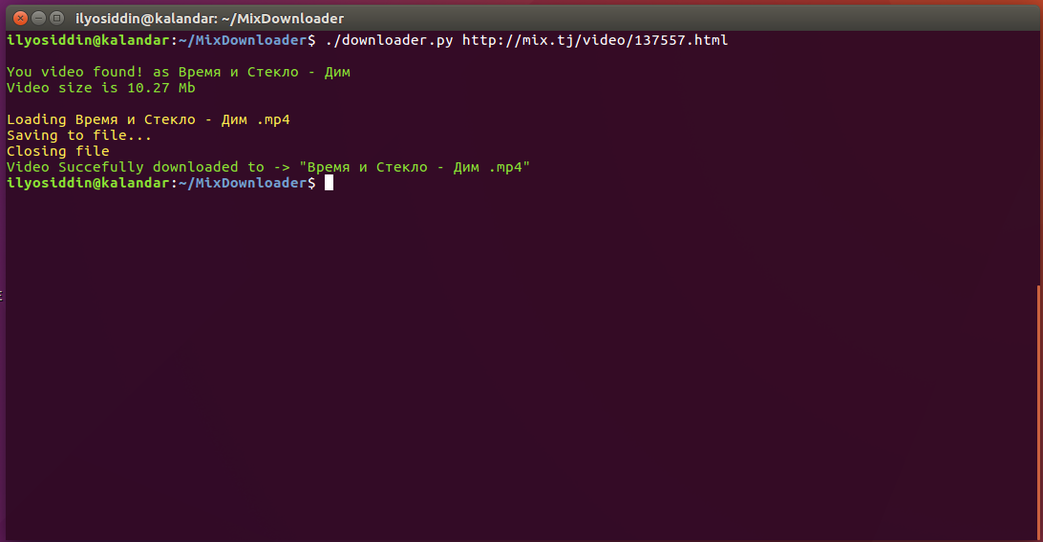 ilyosiddin@kalandar: ~/MixDownloader
ilyosiddin@kalandar:~/MixDownloader$ ./downloader.py http://mix.tj/video/137557.html
You video found! as Время и Стекло - Дим
Video size is 10.27 Mb
Loading Время и Стекло - Дим .mp4
Saving to file...
Closing file
Video Succefully downloaded to -> "Время и Стекло - Дим .mp4"
ilyosiddin@kalandar:~/MixDownloader$